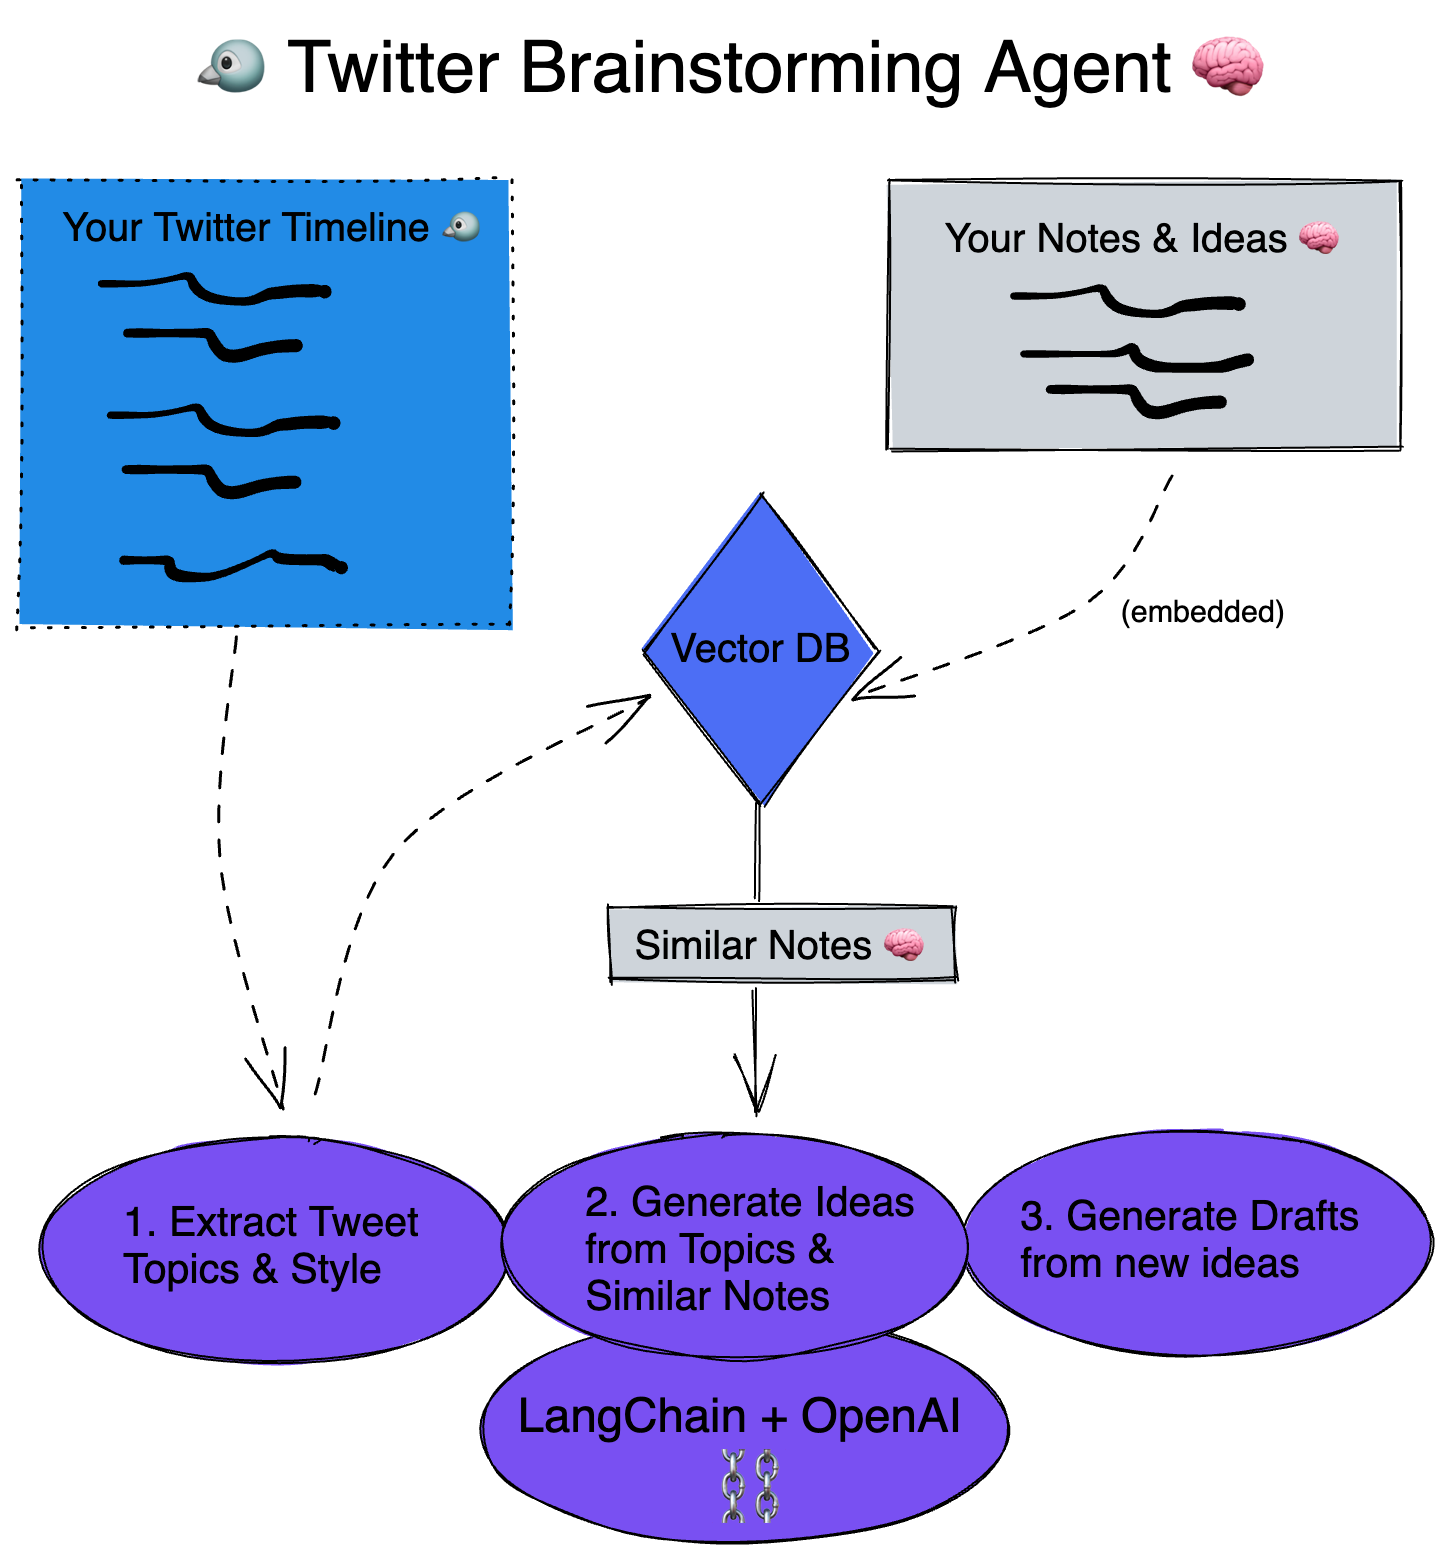 🐦 Twitter Brainstorming Agent 🧠
Your Twitter Timeline 🐦
Your Notes & Ideas 🧠
(embedded)
Vector DB
Similar Notes 🧠
1. Extract Tweet
Topics & Style
2. Generate Ideas
from Topics &
Similar Notes
3. Generate Drafts
from new ideas
LangChain + OpenAI
⛓️